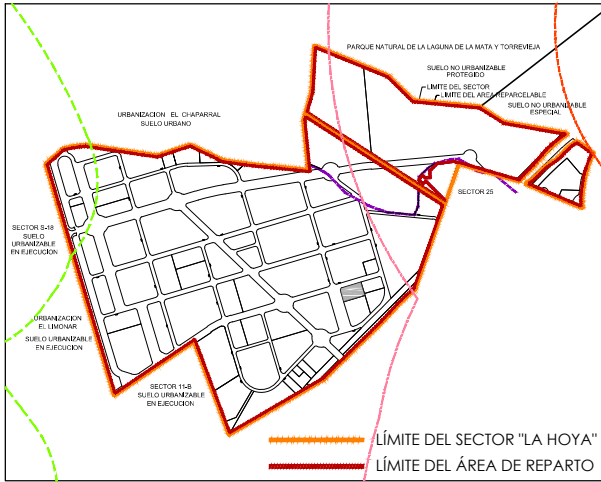 PARQUE NATURAL DE LA LAGUNA DE LA MATA Y TORREVIEJA
SUELO NO URBANIZABLE
PROTEGIDO
LÍMITE DEL SECTOR
LÍMITE DEL AREA REPARCELABLE
SUELO NO URBANIZABLE
ESPECIAL
URBANIZACION EL CHAPARRAL
SUELO URBANO
SECTOR 25
SECTOR S-18
SUELO
URBANIZABLE
EN EJECUCION
URBANIZACION
EL LIMONAR
SUELO URBANIZABLE
EN EJECUCION
SECTOR 11-B
SUELO URBANIZABLE
EN EJECUCION
LÍMITE DEL SECTOR "LA HOYA"
LÍMITE DEL ÁREA DE REPARTO